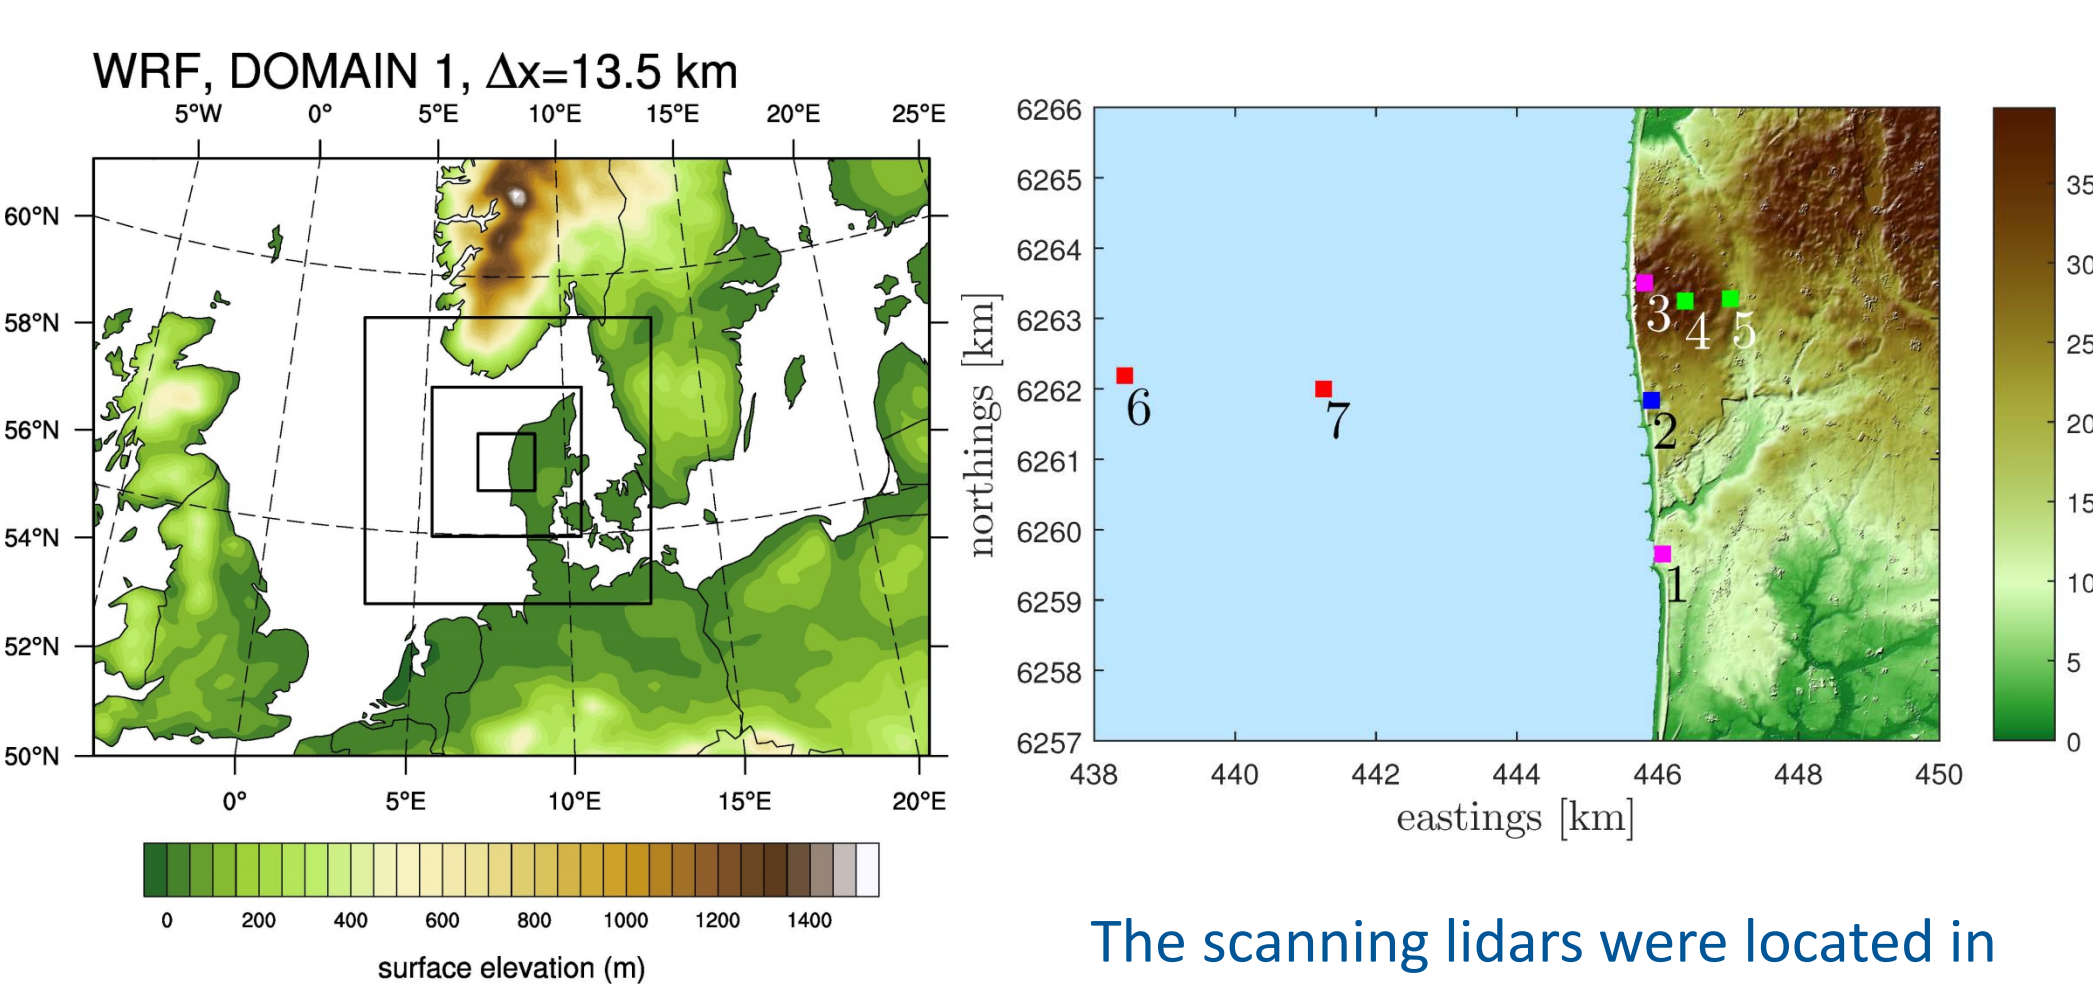 WRF, DOMAIN 1, Δx=13.5 km
5°W 0° 5°E 10°E 15°E 20°E 25°E
60°N
58°N
56°N
54°N
52°N
50°N
0° 5°E 10°E 15°E 20°E
0 200 400 600 800 1000 1200 1400
surface elevation (m)
northings [km]
6266
6265
6264
6263
6262
6261
6260
6259
6258
6257
3
4
5
6
7
2
1
438 440 442 444 446 448 450
eastings [km]
35
30
25
20
15
10
5
0
The scanning lidars were located in